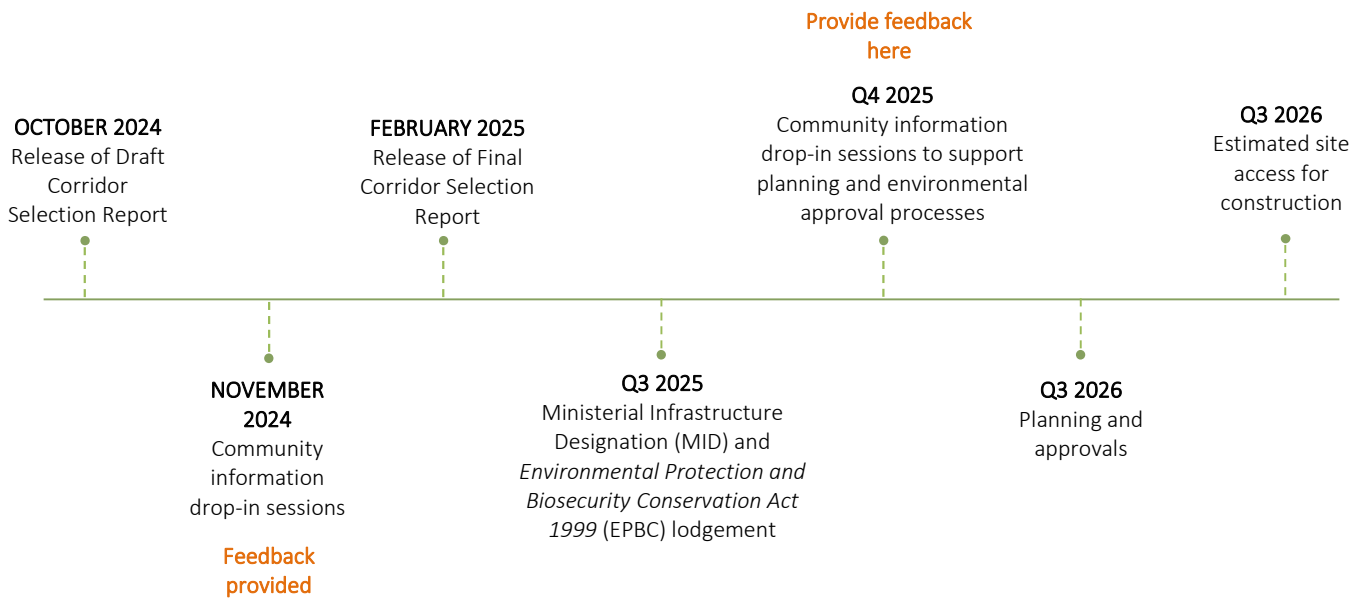 OCTOBER 2024
Release of Draft
Corridor
Selection Report
NOVEMBER
2024
Community
information
drop-in sessions
Feedback
provided
FEBRUARY 2025
Release of Final
Corridor Selection
Report
Q3 2025
Ministerial Infrastructure
Designation (MID) and
Environmental Protection and
Biosecurity Conservation Act
1999 (EPBC) lodgement
Provide feedback
here
Q4 2025
Community information
drop-in sessions to support
planning and environmental
approval processes
Q3 2026
Planning and
approvals
Q3 2026
Estimated site
access for
construction